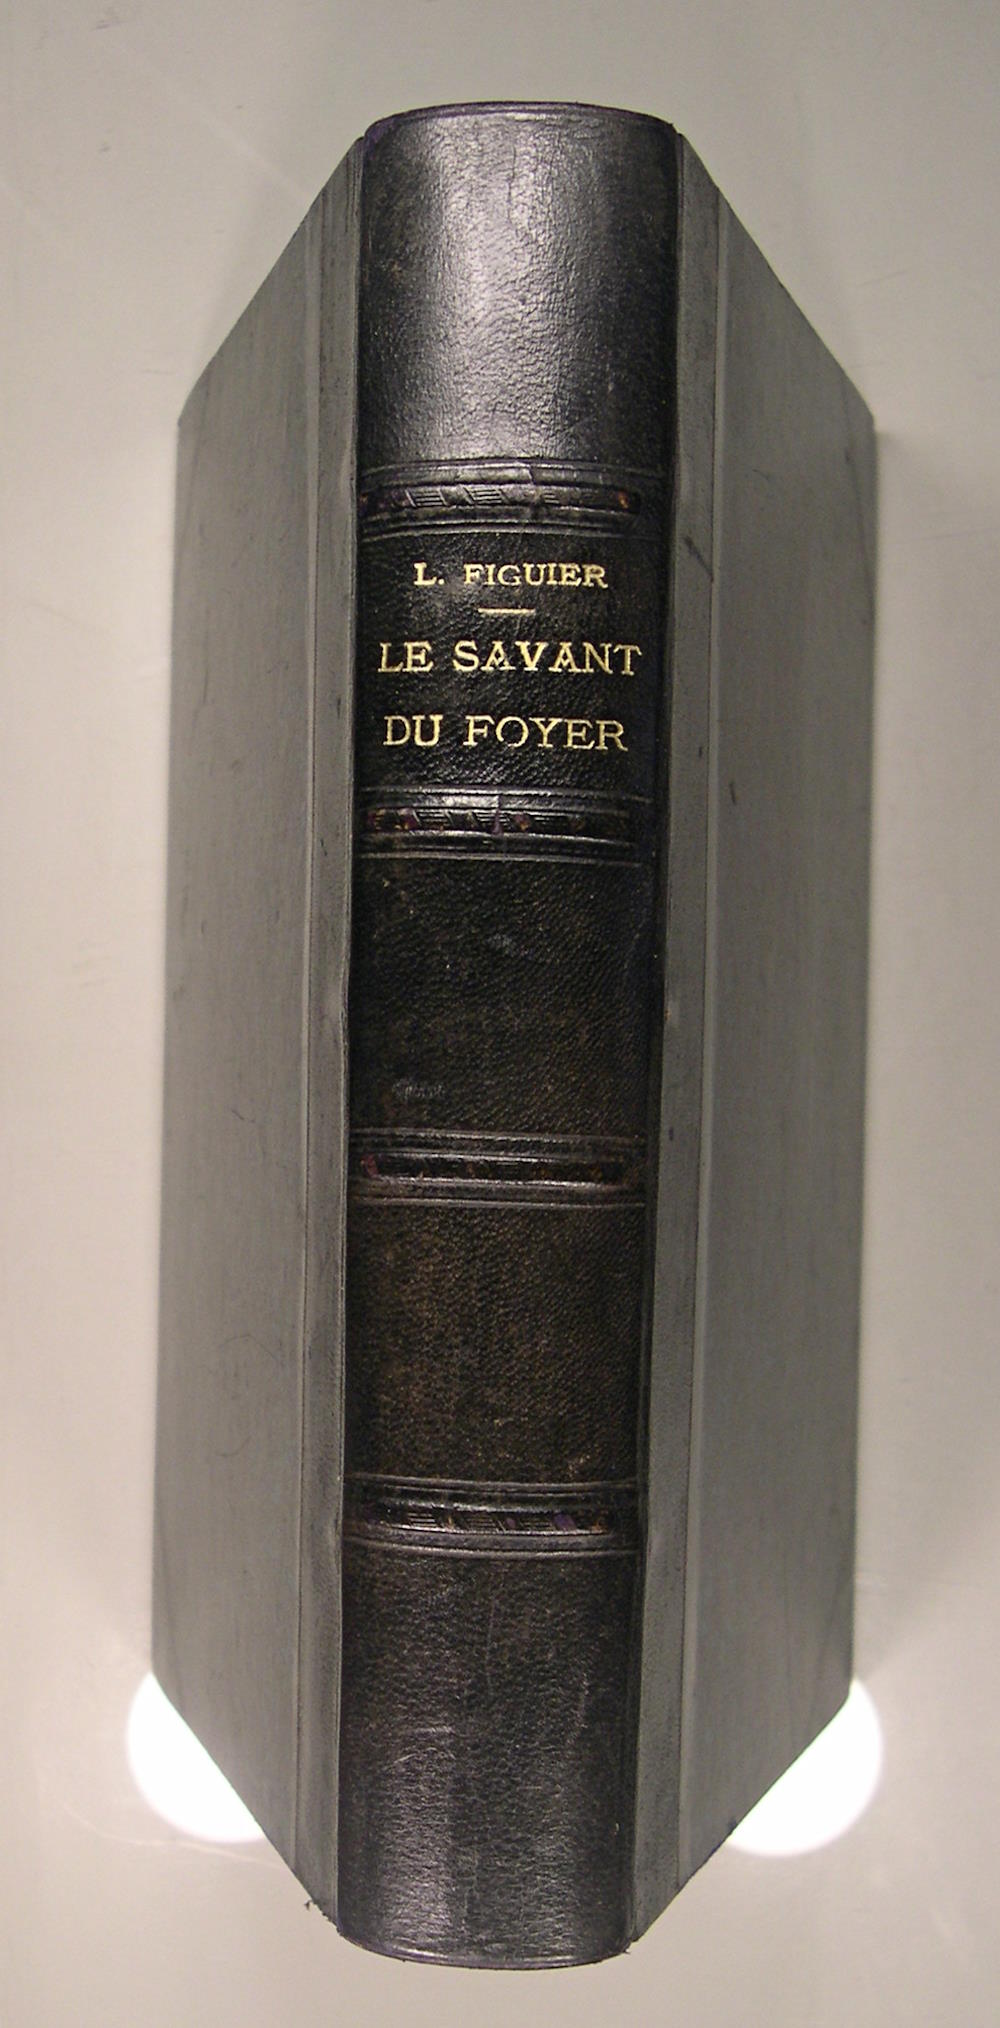 L. FIGUIER
LE SAVANT
DU FOYER